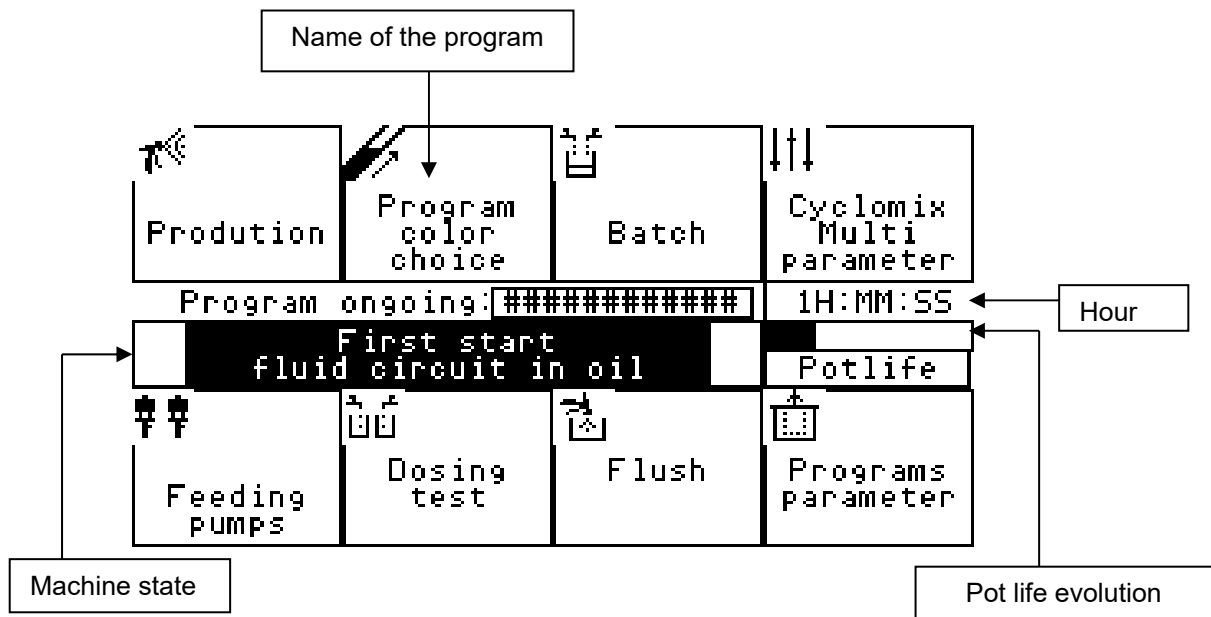 Name of the program
Prodution
Program
color
choice
Batch
Cyclomix
Multi
parameter
Program ongoing:############
1H:MM:SS
Hour
First start
fluid circuit in oil
Potlife
Feeding
pumps
Dosing
test
Flush
Programs
parameter
Machine state
Pot life evolution